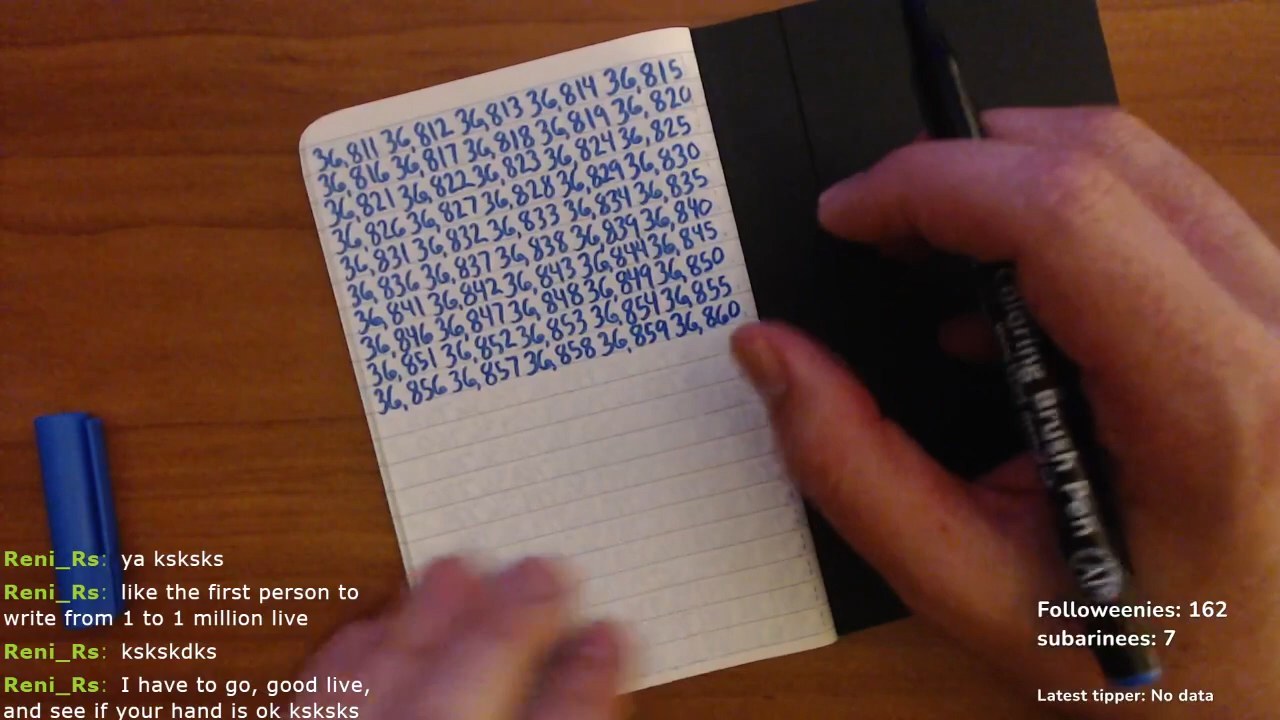 36,811 36,812 36,813 36,814 36,815
36,816 36,817 36,818 36,819 36,820
36,821 36,822 36,823 36,824 36,825
36,826 36,827 36,828 36,829 36,830
36,831 36,832 36,833 36,834 36,835
36,836 36,837 36,838 36,839 36,840
36,841 36,842 36,843 36,844 36,845
36,846 36,847 36,848 36,849 36,850
36,851 36,852 36,853 36,854 36,855
36,856 36,857 36,858 36,859 36,860
Coloring Brush Pen
Reni_Rs: ya ksksks
Reni_Rs: like the first person to
write from 1 to 1 million live
Reni_Rs: kskskdks
Reni_Rs: I have to go, good live,
and see if your hand is ok ksksks
Followeenies: 162
subarinees: 7
Latest tipper: No data